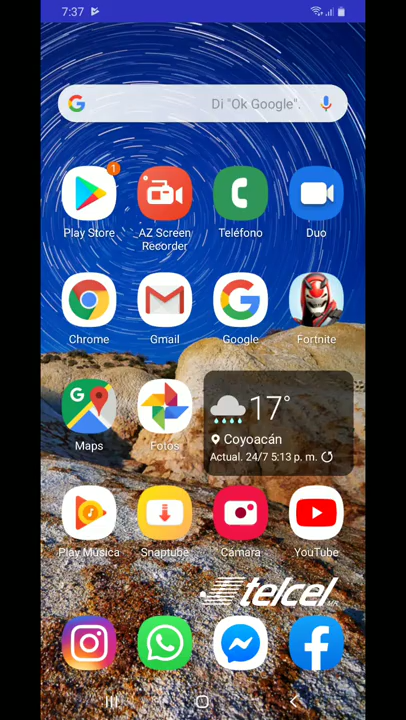 7:37
Di "Ok Google".
1
Play Store
AZ Screen
Recorder
Teléfono
Duo
Chrome
Gmail
Google
Fortnite
G
Maps
Fotos
17°
Coyoacán
Actual. 24/7 5:13 p. m.
Play Música
Snaptube
Cámara
YouTube
telcel